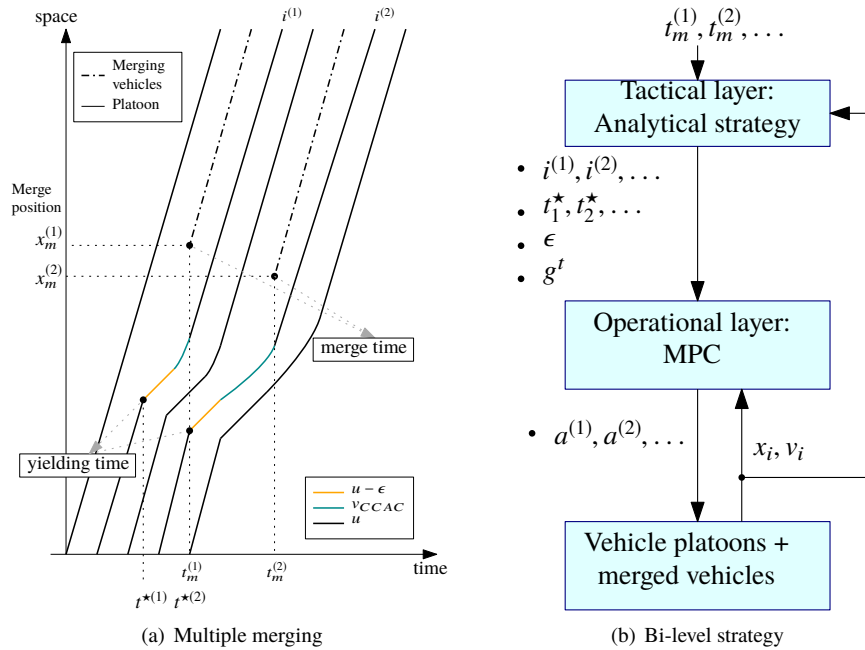 space
i^(1)
i^(2)
Merging
vehicles
Platoon
Merge
position
x_m^(1)
x_m^(2)
merge time
yielding time
u − ϵ
v_CCAC
u
time
t_m^(1)
t_m^(2)
t^★(1)
t^★(2)
(a) Multiple merging
t_m^(1), t_m^(2), . . .
Tactical layer:
Analytical strategy
• i^(1), i^(2), . . .
• t_1^★, t_2^★, . . .
• ϵ
• g^t
Operational layer:
MPC
• a^(1), a^(2), . . .
x_i, v_i
Vehicle platoons +
merged vehicles
(b) Bi-level strategy